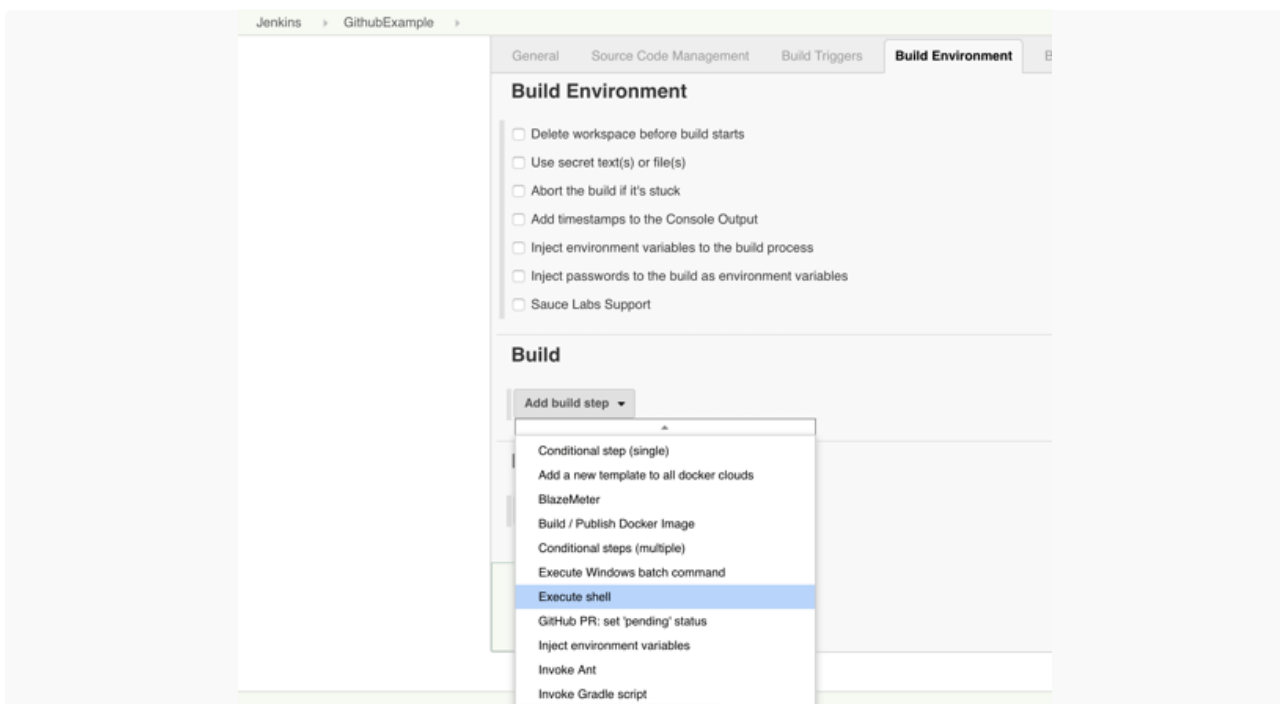 Jenkins GithubExample
General Source Code Management Build Triggers Build Environment
Build Environment
Delete workspace before build starts
Use secret text(s) or file(s)
Abort the build if it's stuck
Add timestamps to the Console Output
Inject environment variables to the build process
Inject passwords to the build as environment variables
Sauce Labs Support
Build
Add build step
Conditional step (single)
Add a new template to all docker clouds
BlazeMeter
Build / Publish Docker Image
Conditional steps (multiple)
Execute Windows batch command
Execute shell
GitHub PR: set 'pending' status
Inject environment variables
Invoke Ant
Invoke Gradle script